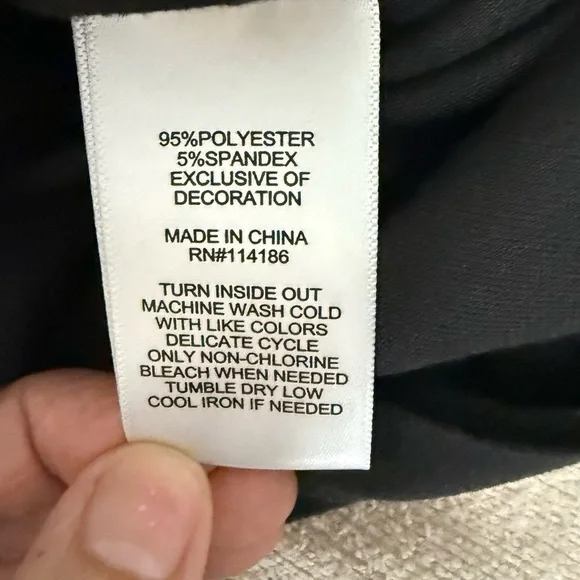 95%POLYESTER
5%SPANDEX
EXCLUSIVE OF
DECORATION
MADE IN CHINA
RN#114186
TURN INSIDE OUT
MACHINE WASH COLD
WITH LIKE COLORS
DELICATE CYCLE
ONLY NON-CHLORINE
BLEACH WHEN NEEDED
TUMBLE DRY LOW
COOL IRON IF NEEDED